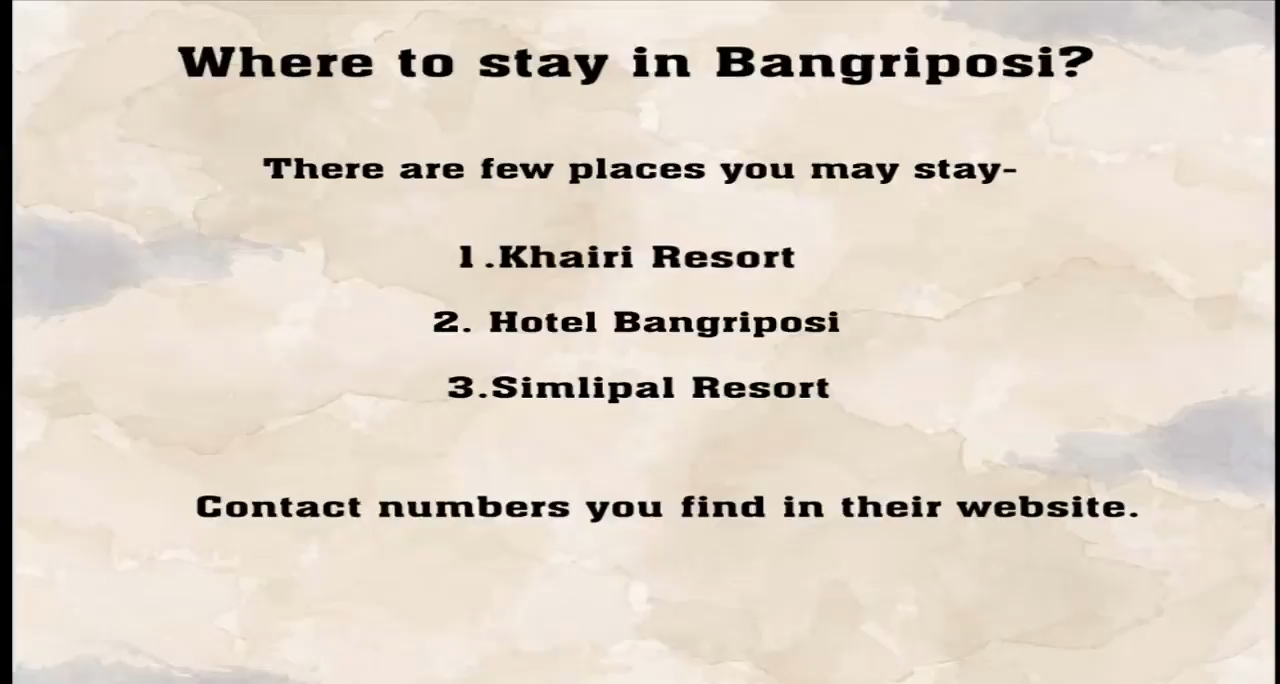 Where to stay in Bangriposi?
There are few places you may stay-
1.Khairi Resort
2. Hotel Bangriposi
3.Simlipal Resort
Contact numbers you find in their website.